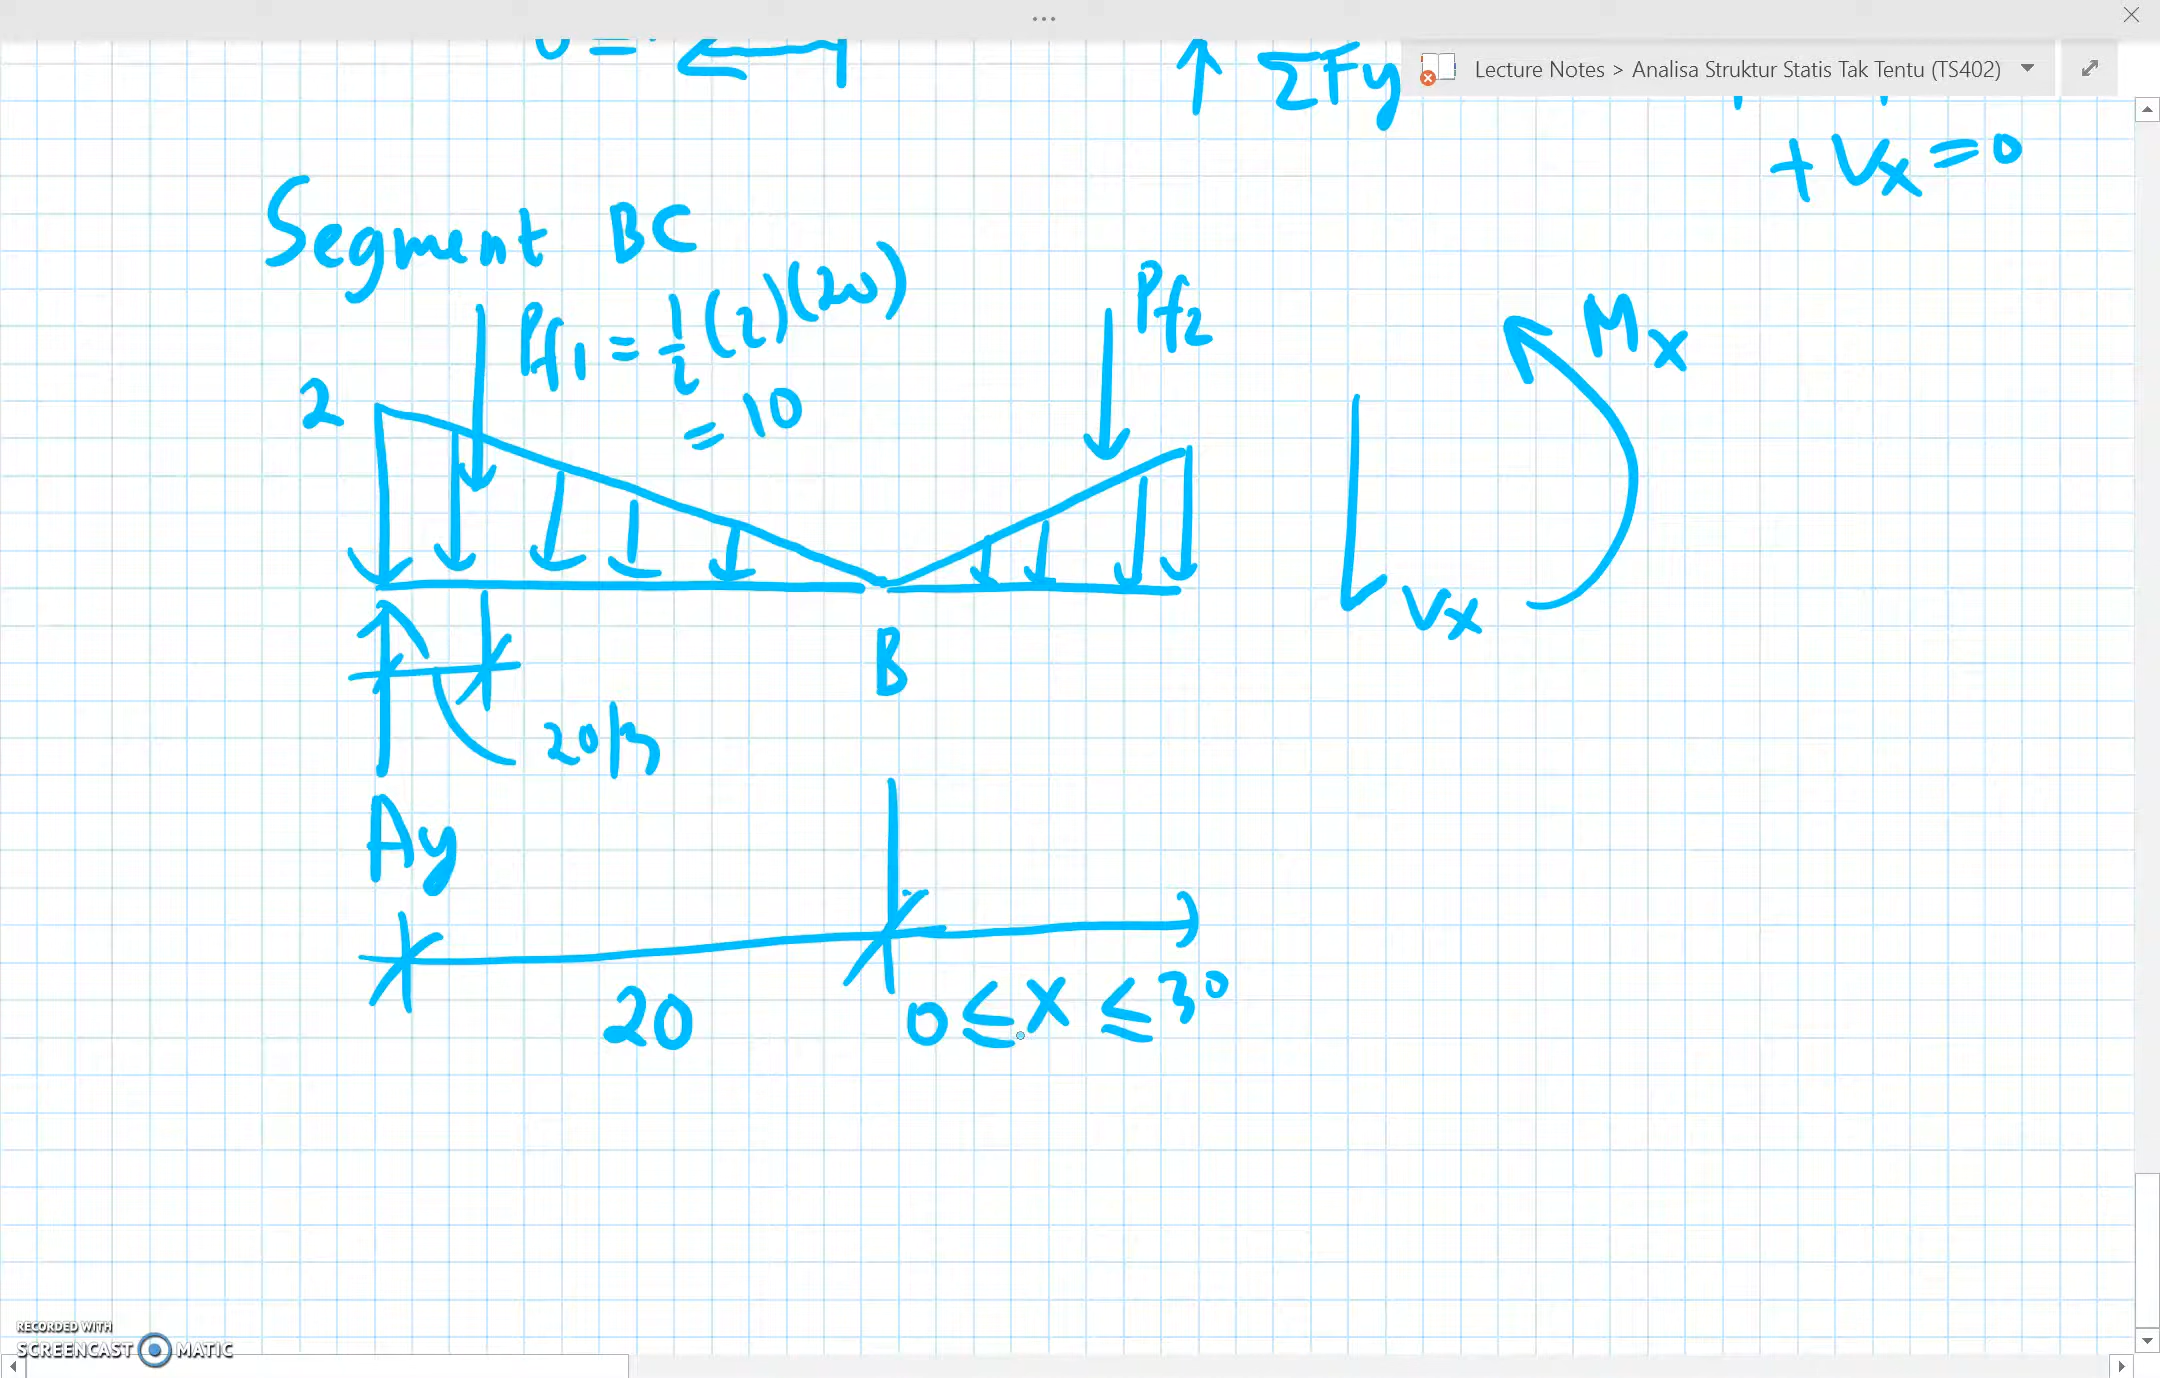 Lecture Notes > Analisa Struktur Statis Tak Tentu (TS402)
ΣFy
+ Vx = 0
Segment BC
Pf1 = 1/2 (2)(20)
= 10
Pf2
Mx
2
Vx
B
20/3
Ay
20
0 ≤ x ≤ 30
RECORDED WITH
SCREENCAST MATIC